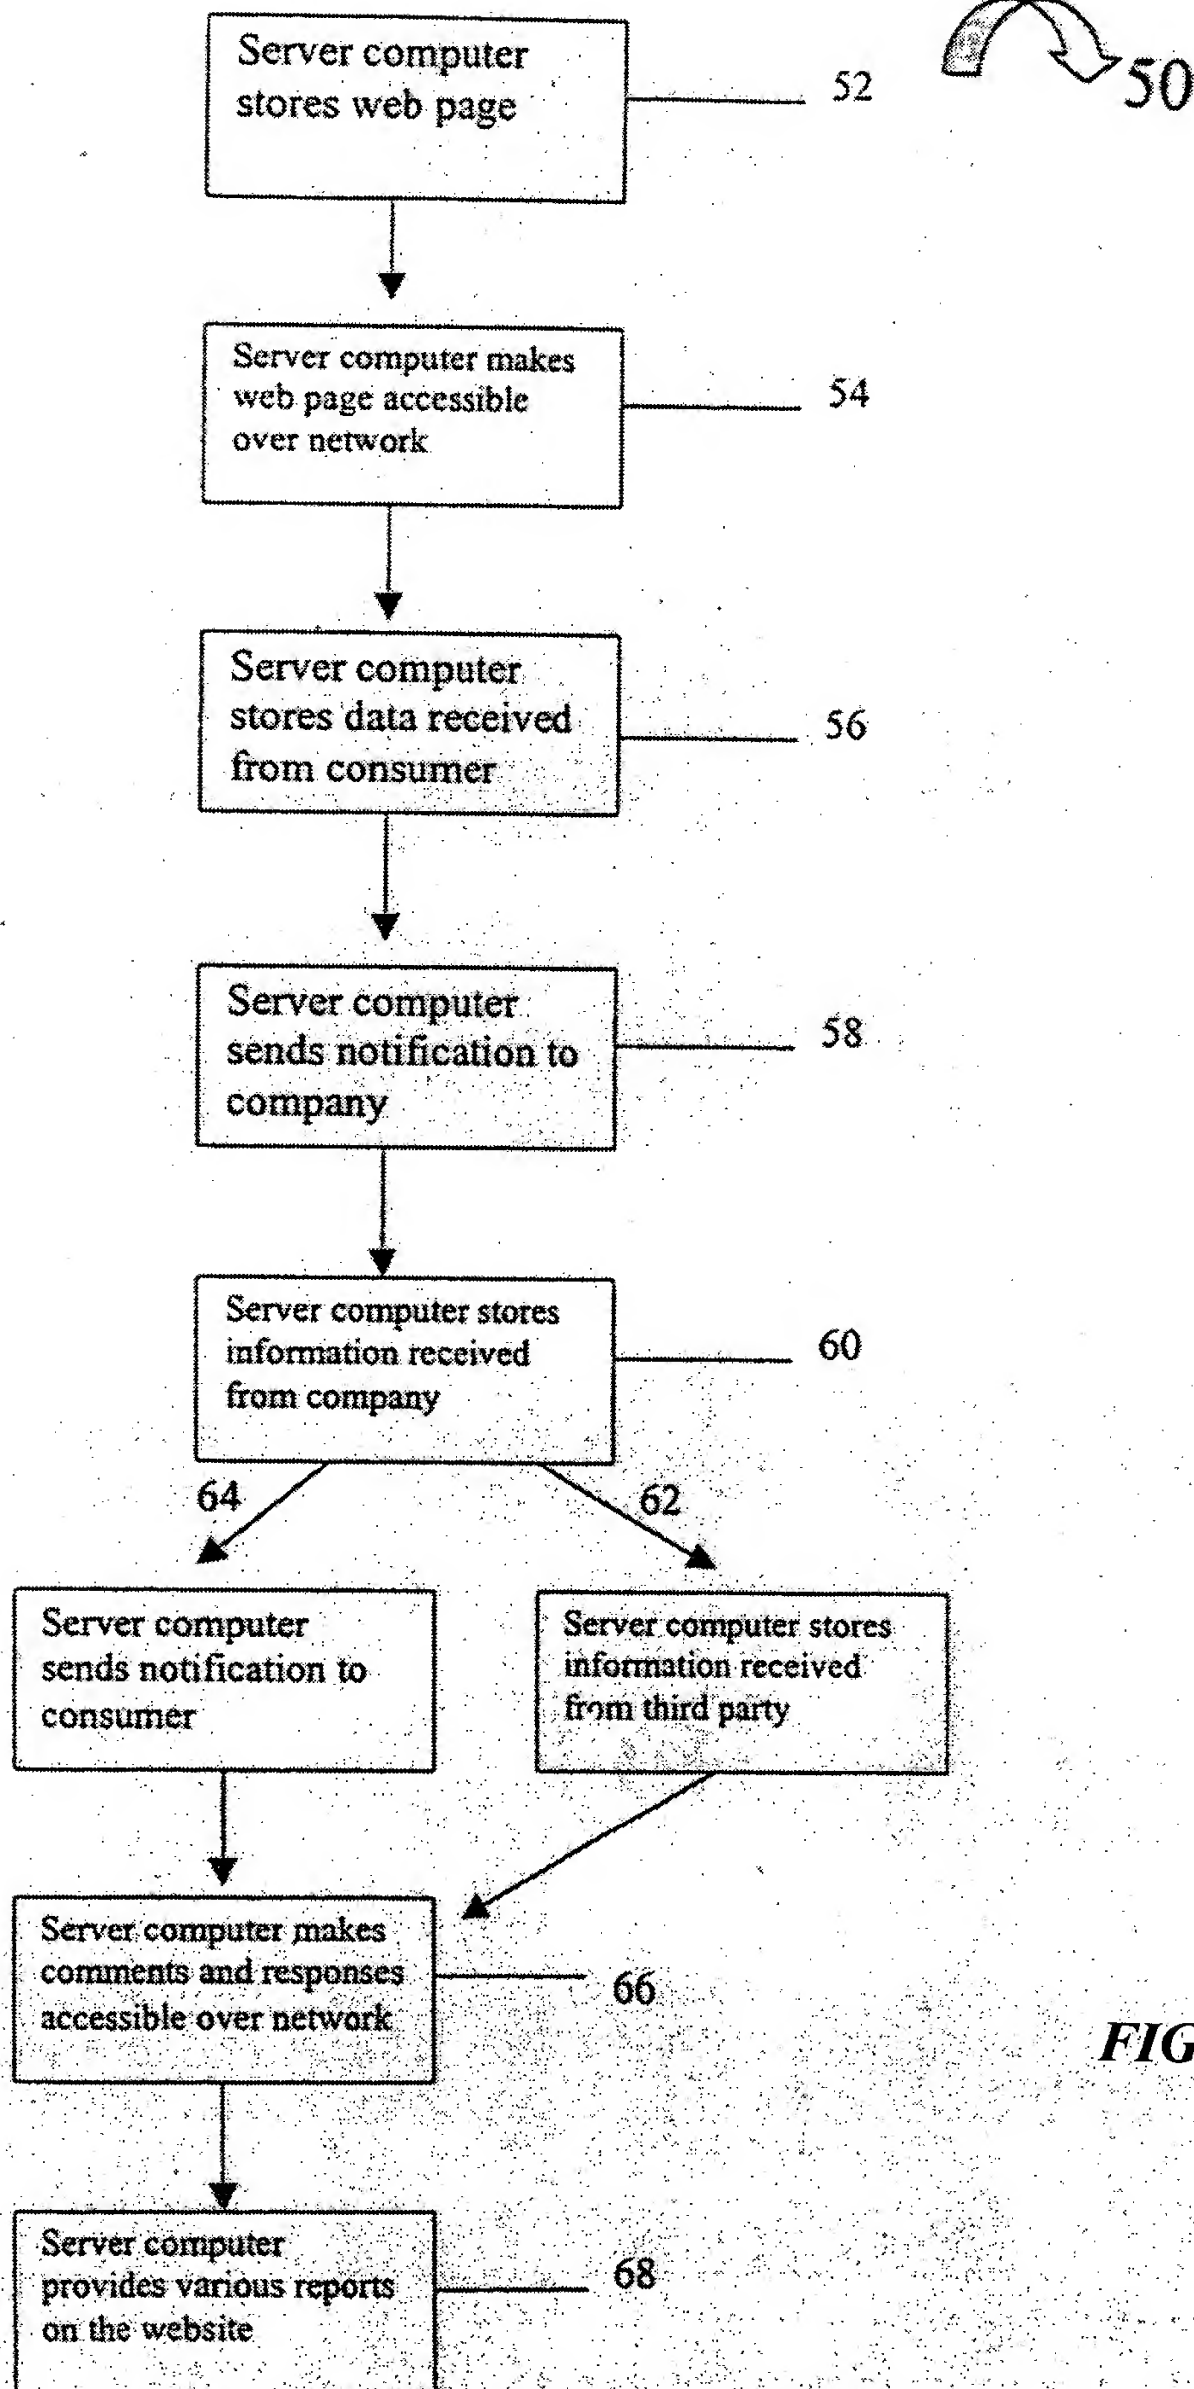 50
Server computer
stores web page
52
Server computer makes
web page accessible
over network
54
Server computer
stores data received
from consumer
56
Server computer
sends notification to
company
58
Server computer stores
information received
from company
60
64
62
Server computer
sends notification to
consumer
Server computer stores
information received
from third party
Server computer makes
comments and responses
accessible over network
66
FIG
Server computer
provides various reports
on the website
68